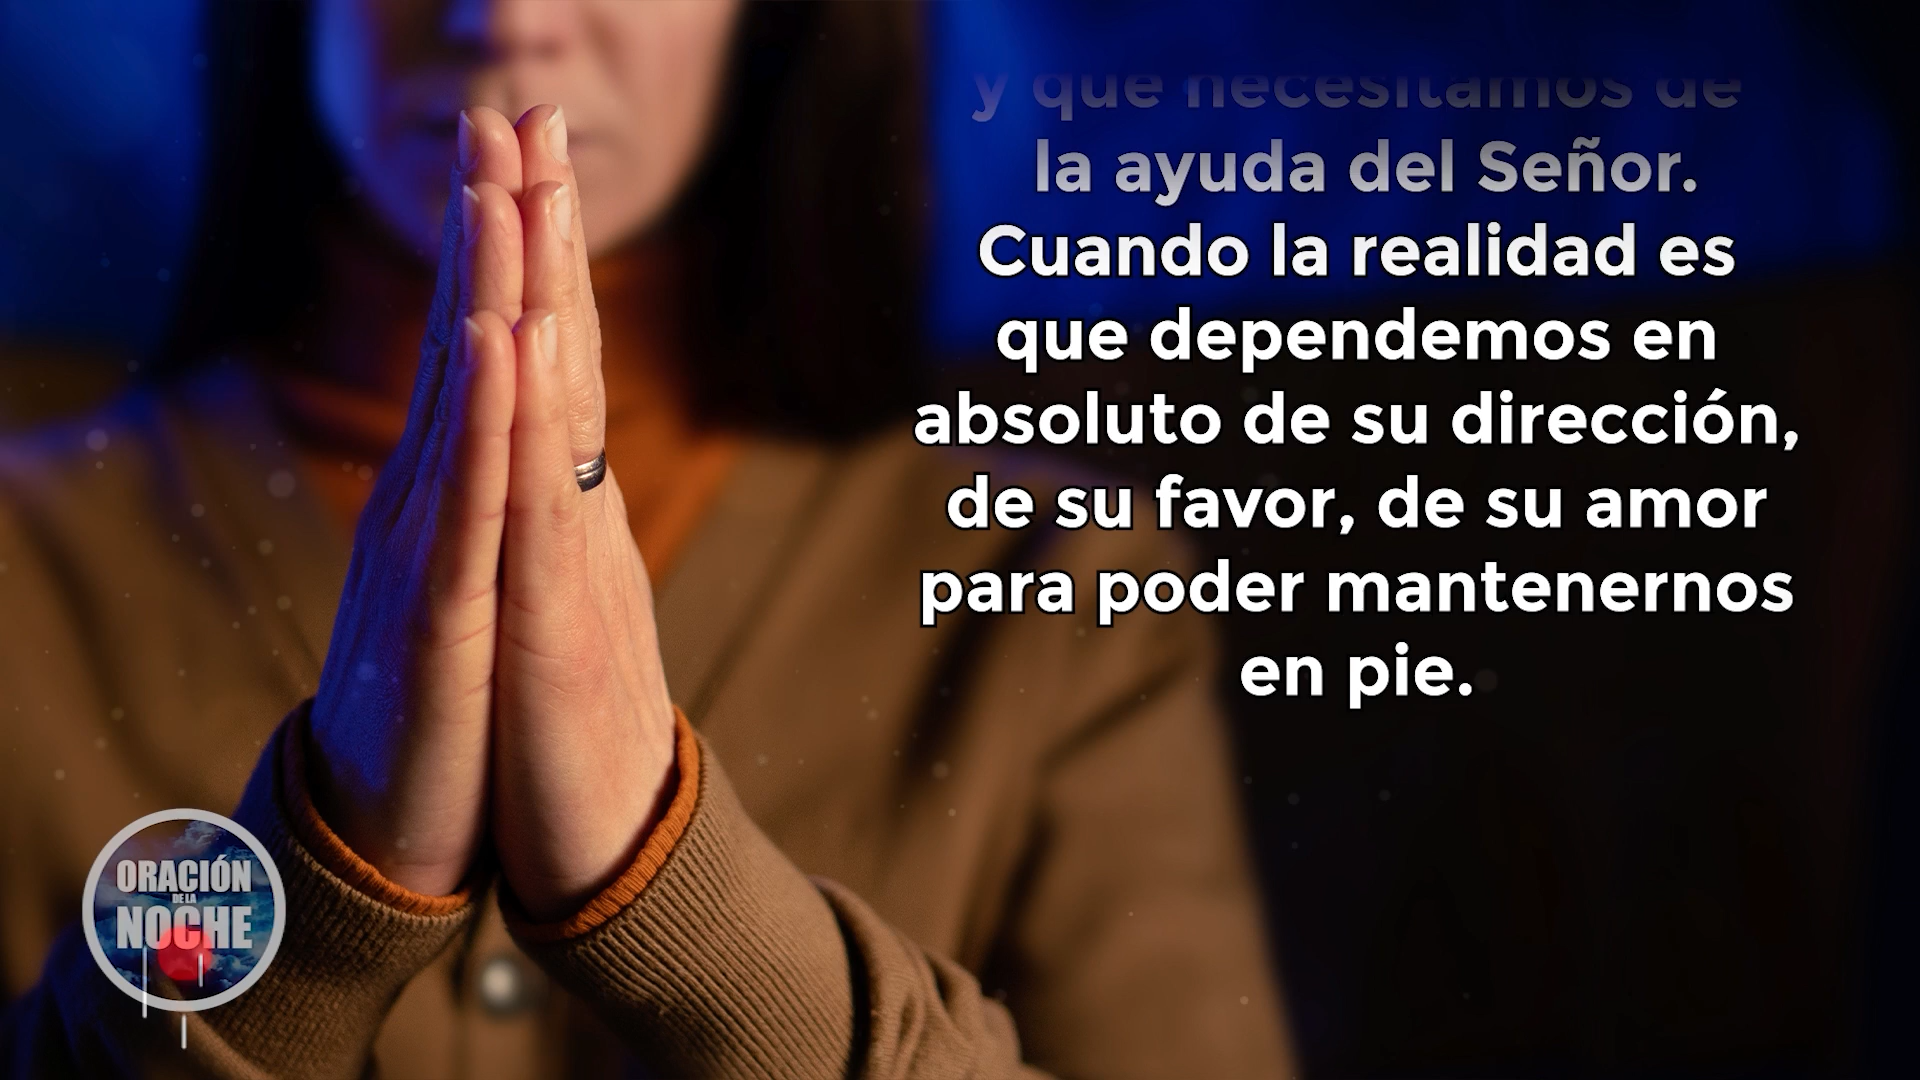 y que necesitamos de
la ayuda del Señor.
Cuando la realidad es
que dependemos en
absoluto de su dirección,
de su favor, de su amor
para poder mantenernos
en pie.
ORACIÓN
DE LA
NOCHE